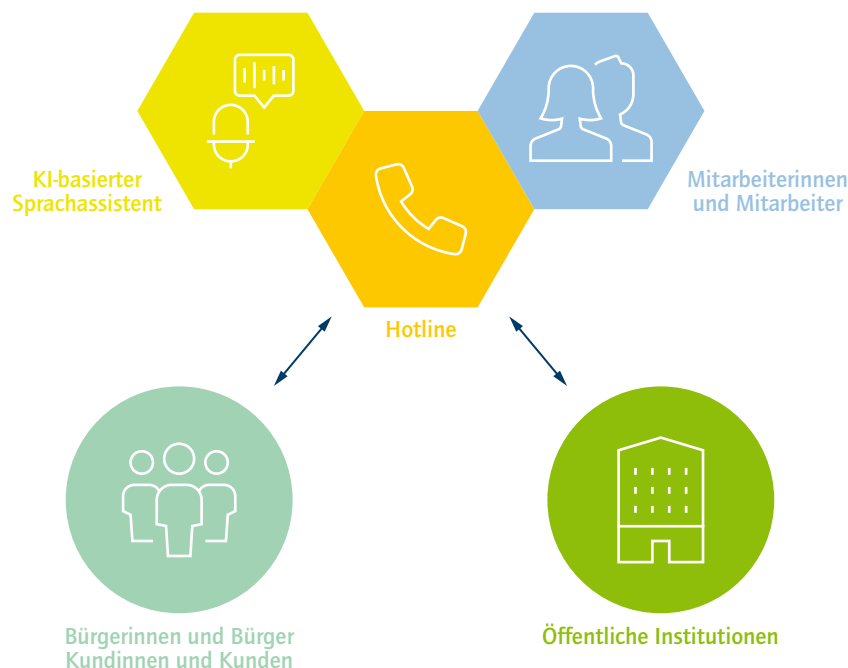 KI-basierter
Sprachassistent
Mitarbeiterinnen
und Mitarbeiter
Hotline
Bürgerinnen und Bürger
Kundinnen und Kunden
Öffentliche Institutionen